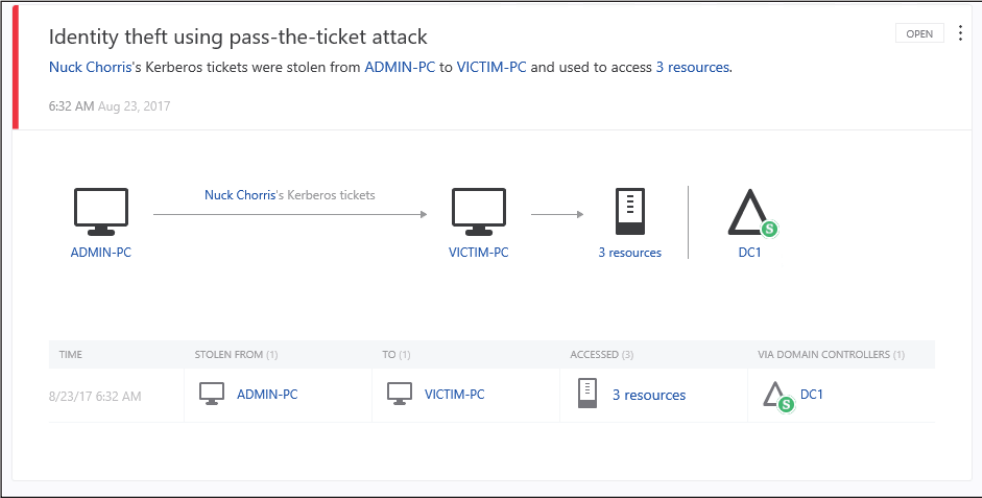 Identity theft using pass-the-ticket attack
OPEN
Nuck Chorris's Kerberos tickets were stolen from ADMIN-PC to VICTIM-PC and used to access 3 resources.
6:32 AM Aug 23, 2017
Nuck Chorris's Kerberos tickets
ADMIN-PC
VICTIM-PC
3 resources
S
DC1
TIME STOLEN FROM (1) TO (1) ACCESSED (3) VIA DOMAIN CONTROLLERS (1)
8/23/17 6:32 AM ADMIN-PC VICTIM-PC 3 resources S DC1